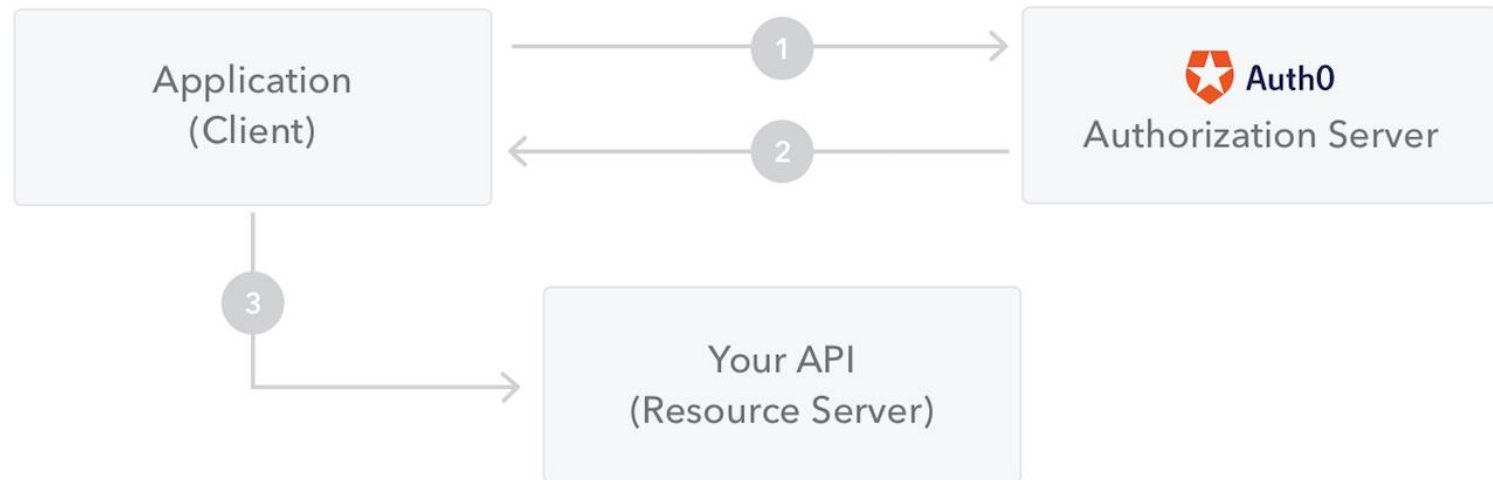 Application
(Client)
1
Auth0
Authorization Server
2
3
Your API
(Resource Server)